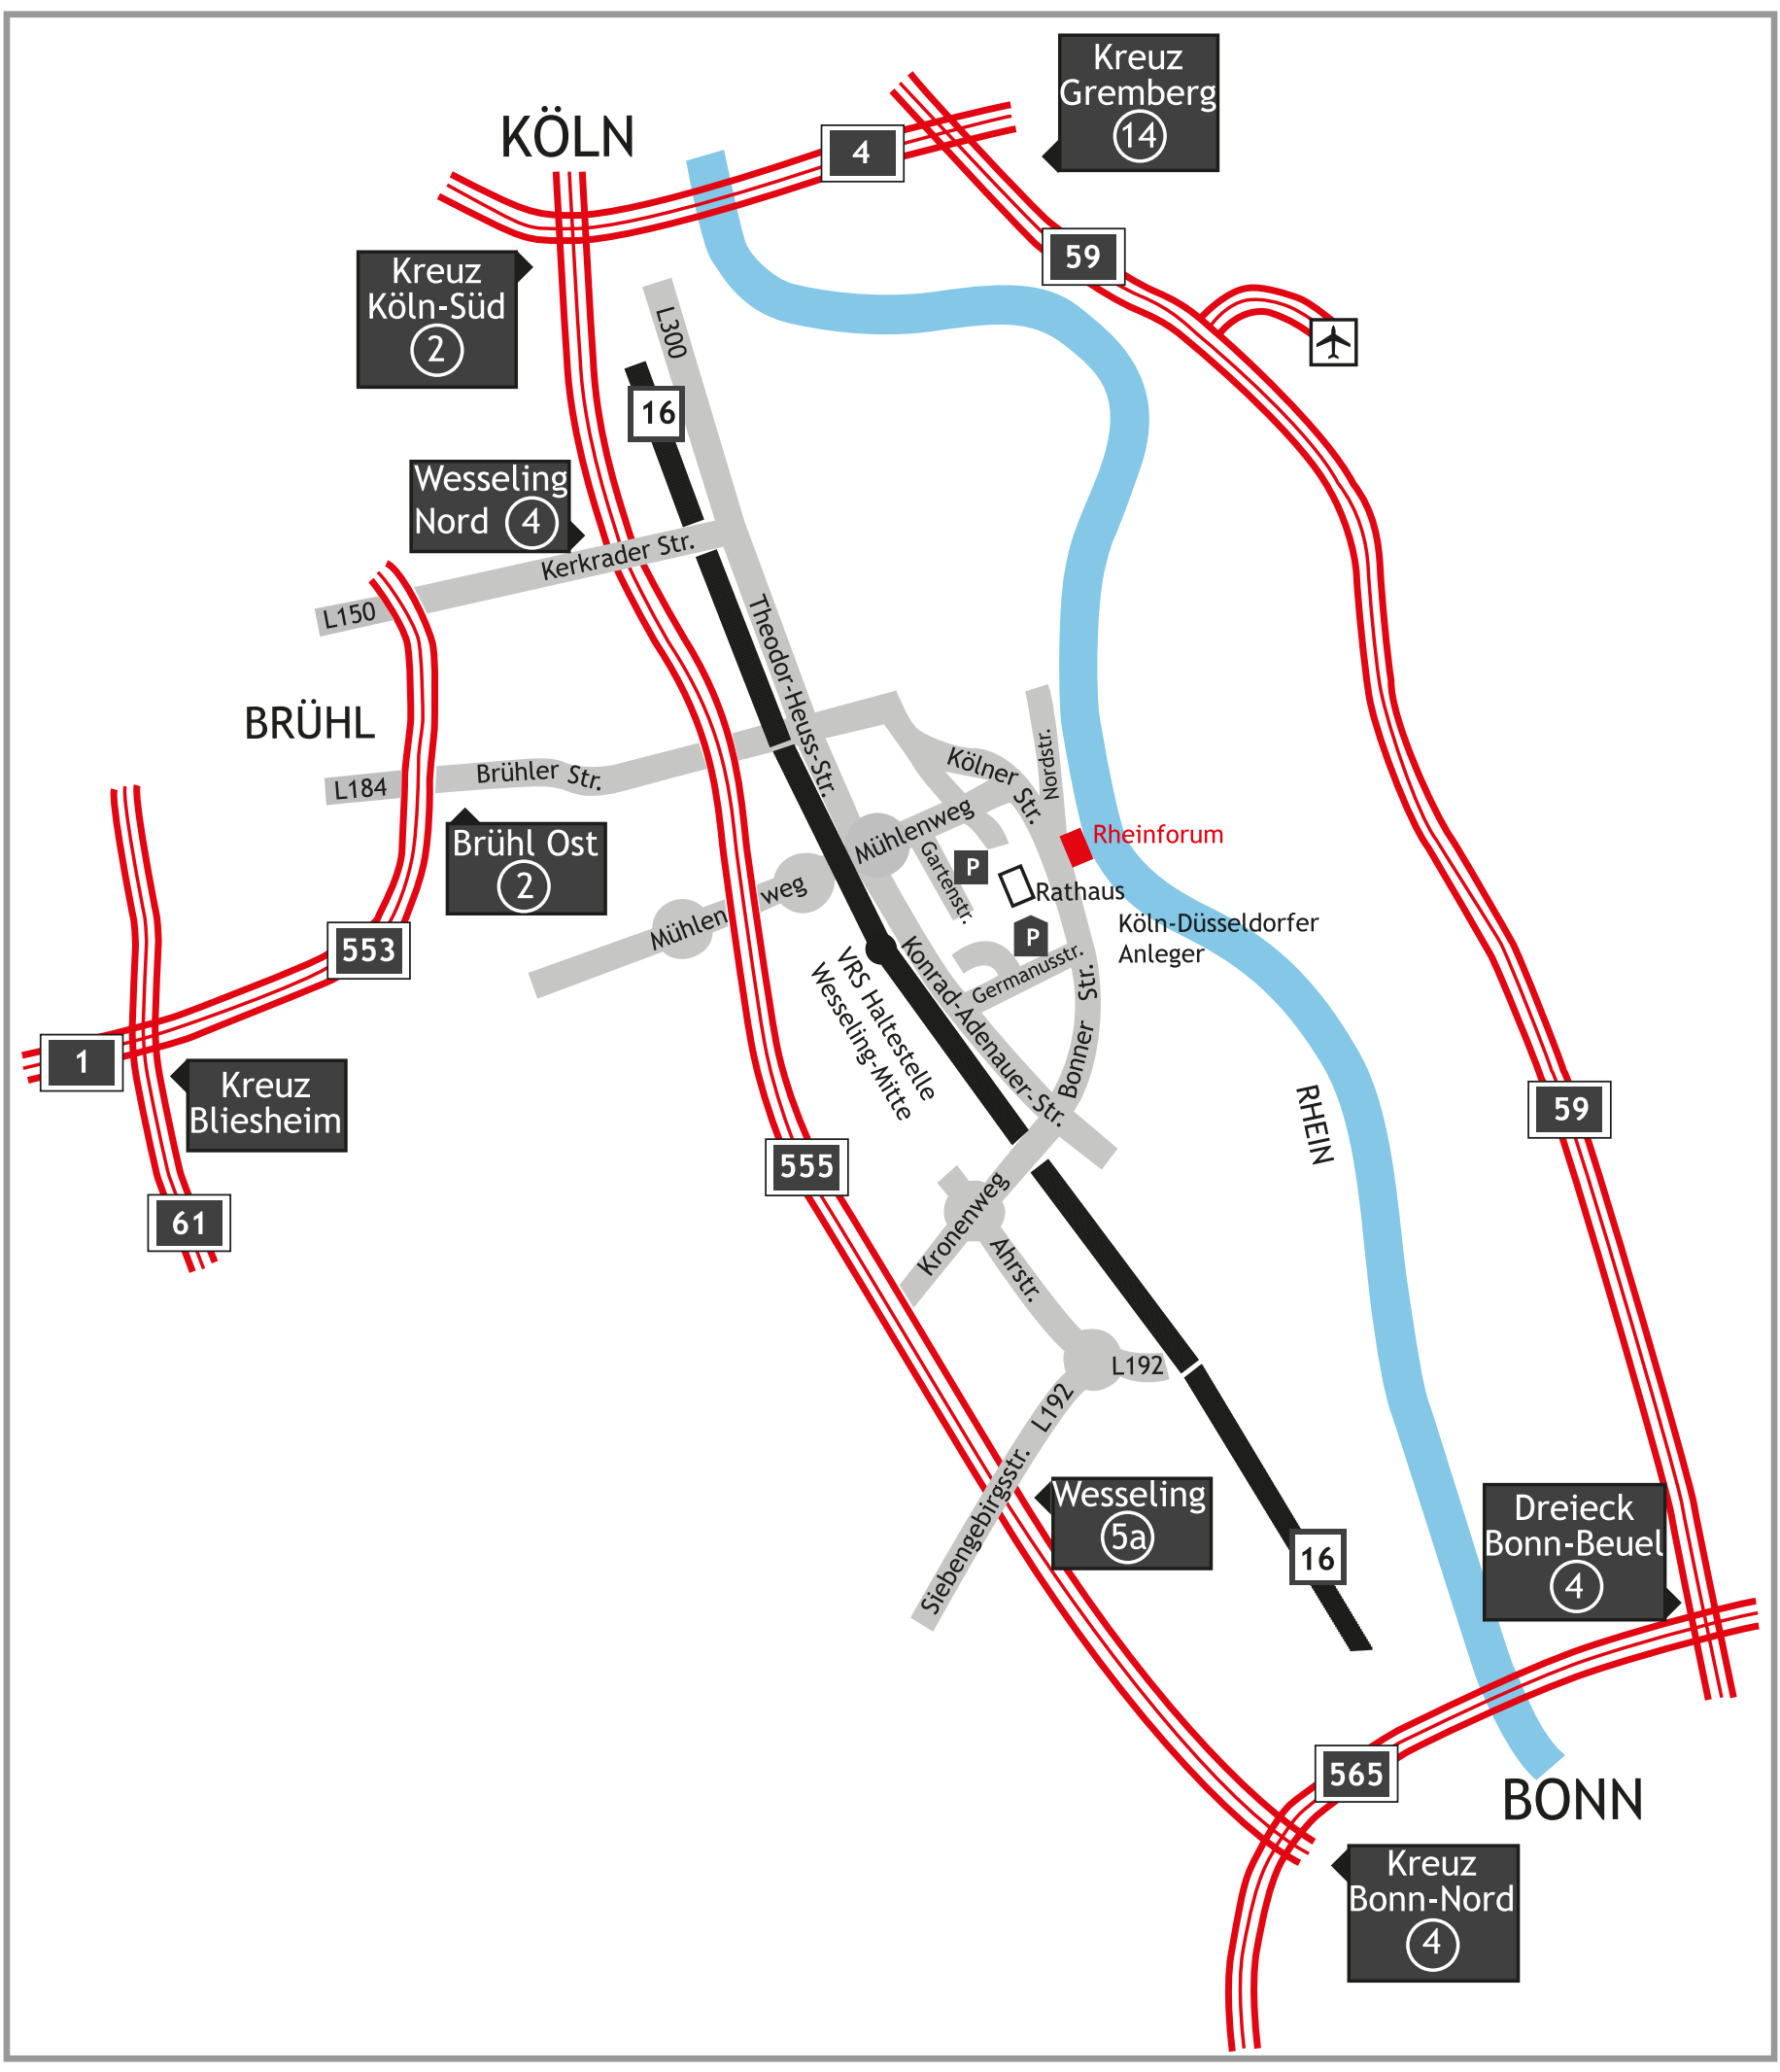 Kreuz
Gremberg
14
KÖLN
4
59
Kreuz
Köln-Süd
2
L300
16
Wesseling
Nord 4
Kerkrader Str.
L150
Theodor-Heuss-Str.
BRÜHL
L184
Brühler Str.
Kölner Str.
Nordstr.
Brühl Ost
2
Mühlenweg
Gartenstr.
P
Rheinforum
Rathaus
Mühlen weg
P
Köln-Düsseldorfer
Anleger
553
Konrad-Adenauer-Str.
Germanusstr.
Bonner Str.
VRS Haltestelle
Wesseling-Mitte
1
Kreuz
Bliesheim
61
555
RHEIN
59
Kronenweg
Ahrstr.
L192
L192
Siebengebirgsstr.
Wesseling
5a
16
Dreieck
Bonn-Beuel
4
565
BONN
Kreuz
Bonn-Nord
4